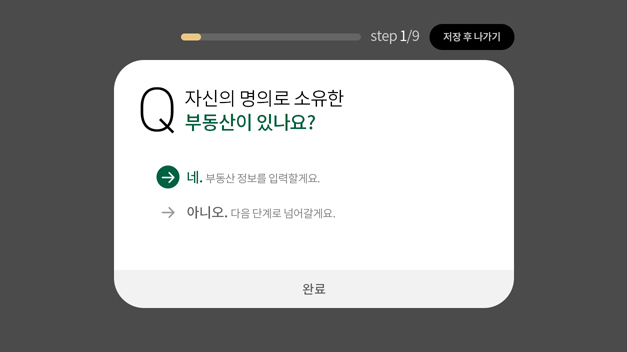 step 1/9
저장 후 나가기
Q
자신의 명의로 소유한
부동산이 있나요?
네. 부동산 정보를 입력할게요.
아니오. 다음 단계로 넘어갈게요.
완료